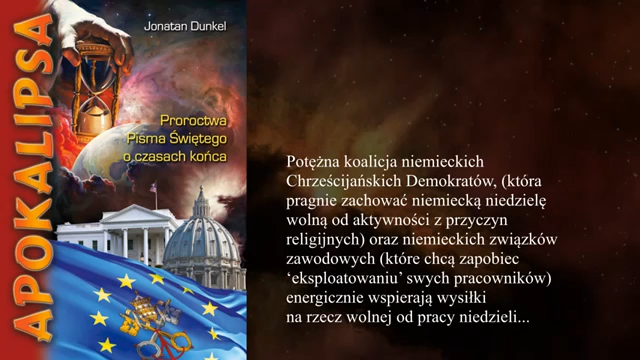 Jonatan Dunkel
APOKALIPSA
Proroctwa
Pisma Świętego
o czasach końca
Potężna koalicja niemieckich
Chrześcijańskich Demokratów, (która
pragnie zachować niemiecką niedzielę
wolną od aktywności z przyczyn
religijnych) oraz niemieckich związków
zawodowych (które chcą zapobiec
‘eksploatowaniu’ swych pracowników)
energicznie wspierają wysiłki
na rzecz wolnej od pracy niedzieli...